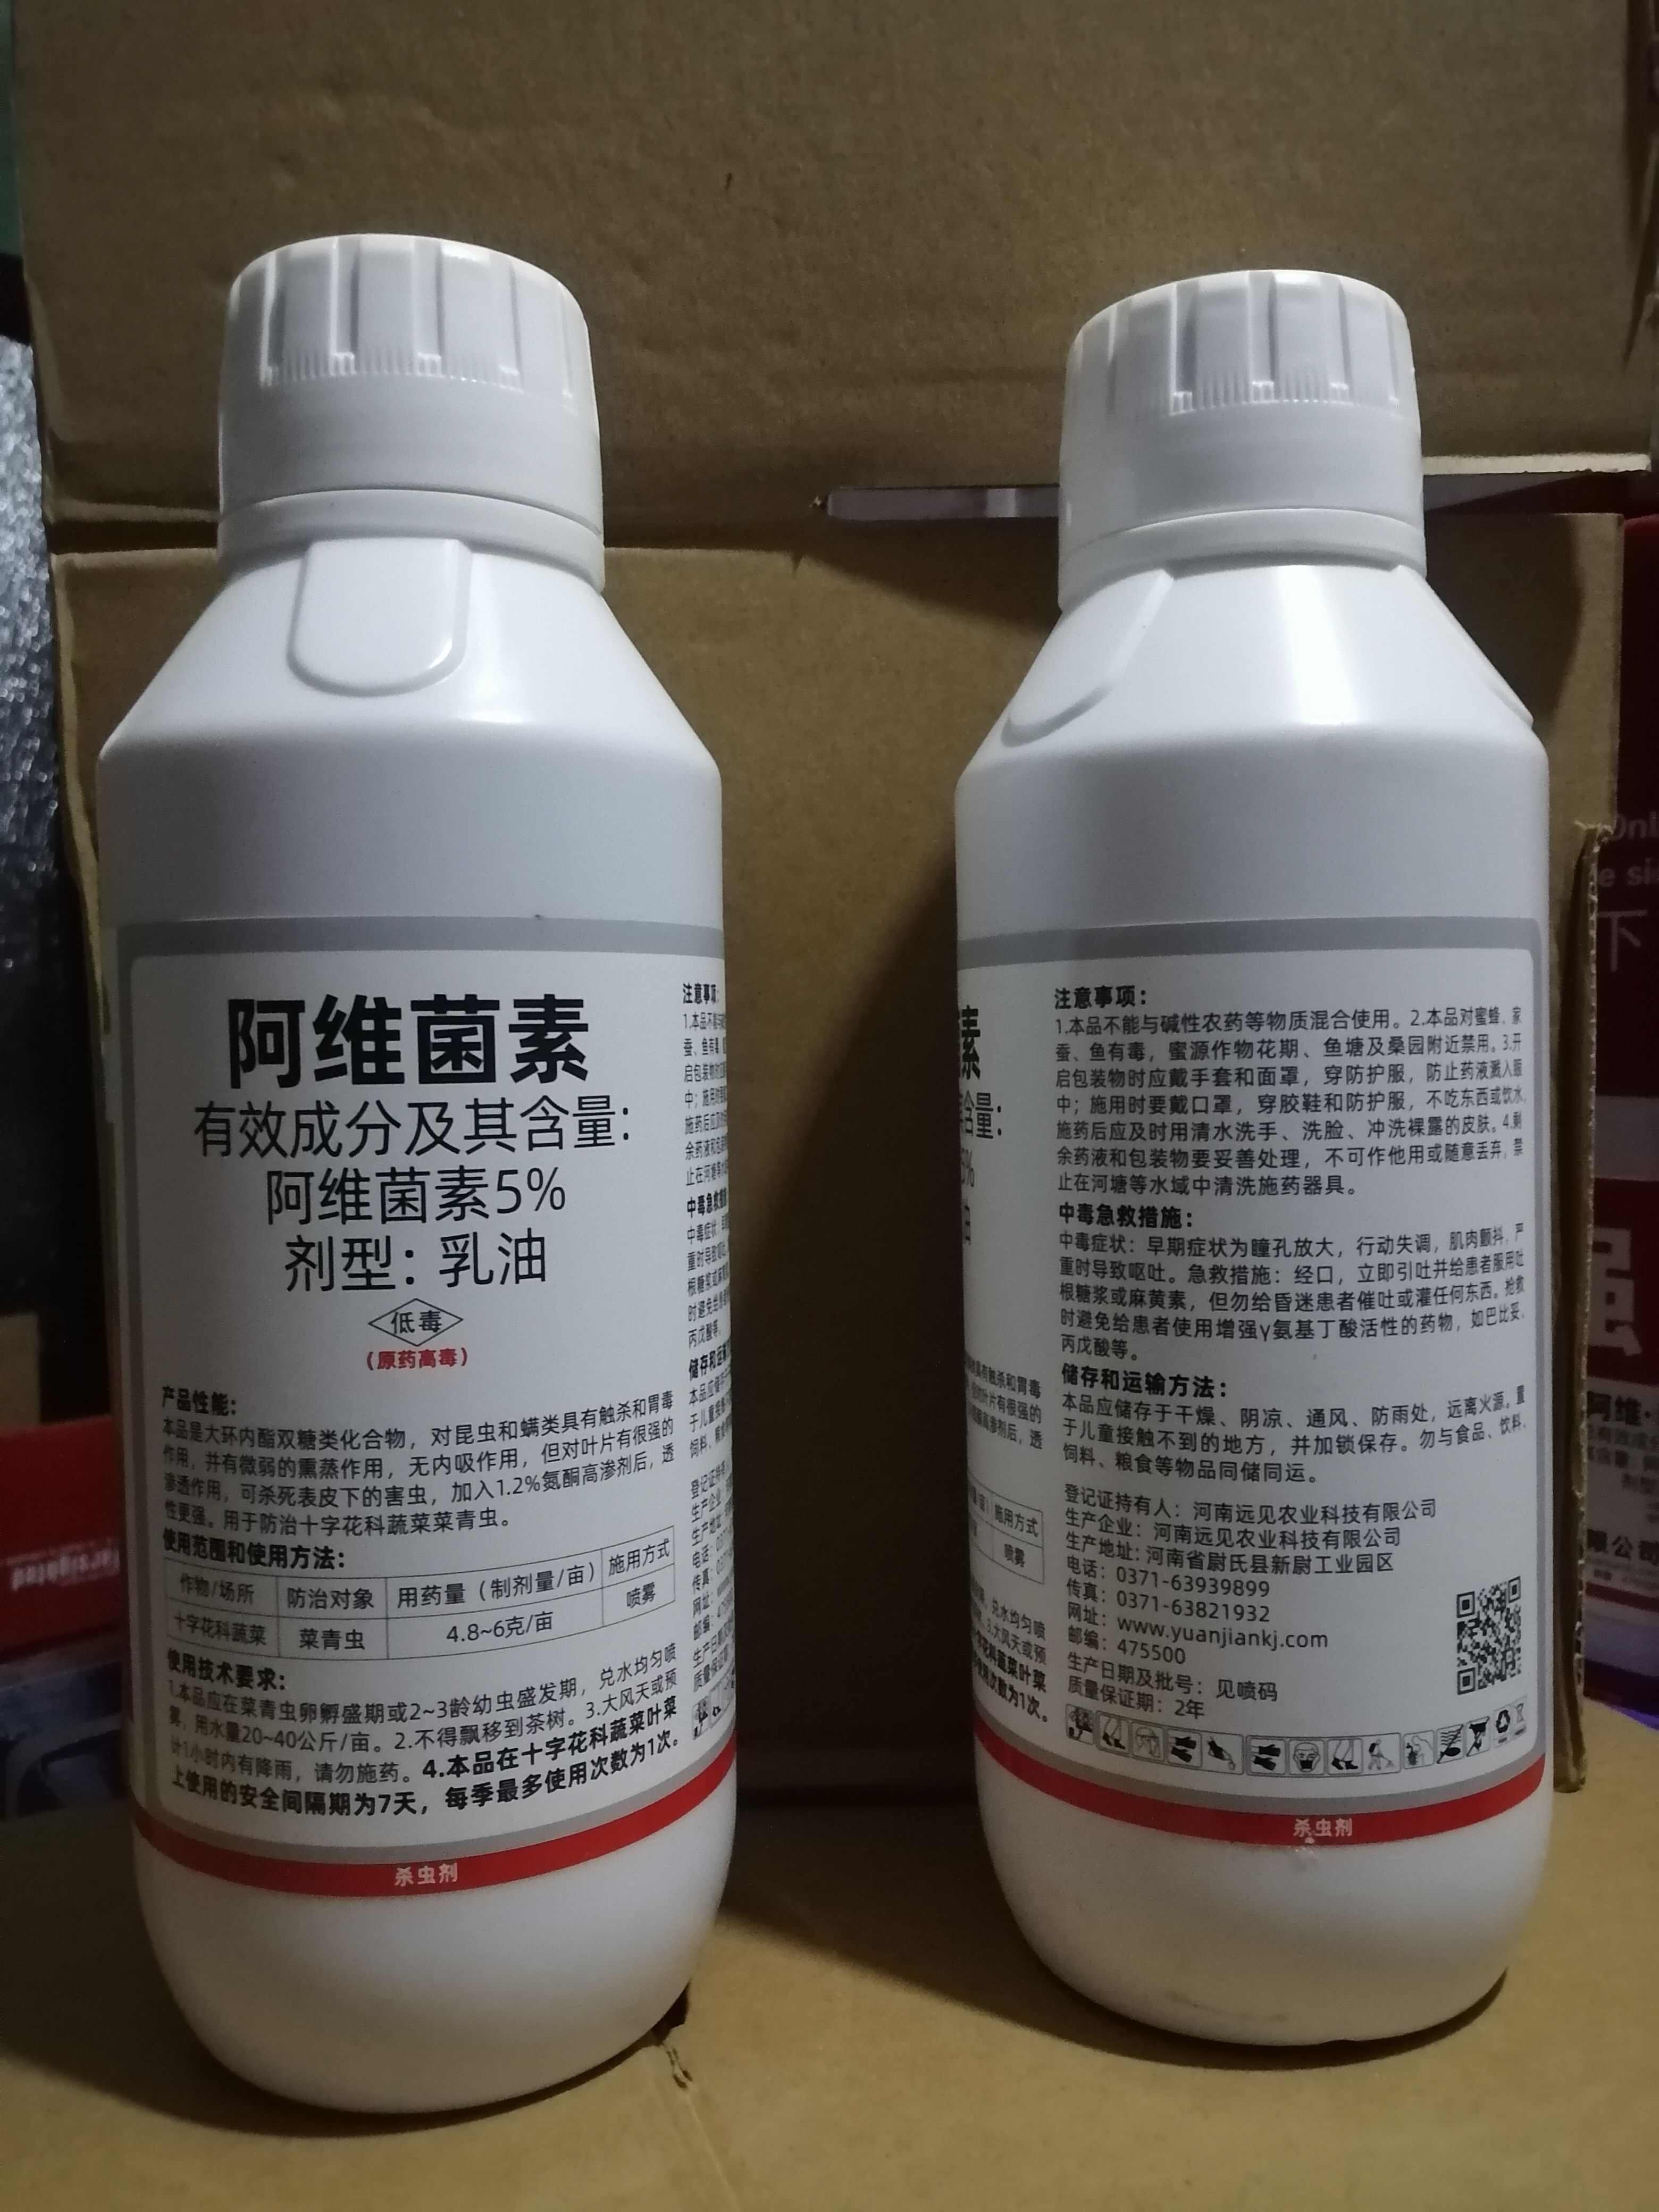 阿维菌素
有效成分及其含量:
阿维菌素5%
剂型：乳油
低毒
(原药高毒)
产品性能：
本品是大环内酯双糖类化合物，对昆虫和螨类具有触杀和胃毒
作用，并有微弱的熏蒸作用，无内吸作用，但对叶片有很强的
渗透作用，可杀死表皮下的害虫，加入1.2%氮酮高渗剂后，透
性更强。用于防治十字花科蔬菜菜青虫。
使用范围和使用方法：
作物/场所 防治对象 用药量（制剂量/亩） 施用方式
十字花科蔬菜 菜青虫 4.8~6克/亩 喷雾
使用技术要求：
1.本品应在菜青虫卵孵盛期或2~3龄幼虫盛发期，兑水均匀喷
雾，用水量20~40公斤/亩。2.不得飘移到茶树。3.大风天或预
计1小时内有降雨，请勿施药。4.本品在十字花科蔬菜叶菜
上使用的安全间隔期为7天，每季最多使用次数为1次。
杀虫剂
注意事项：
1.本品不能与碱性农药等物质混合使用。2.本品对蜜蜂、家
蚕、鱼有毒，蜜源作物花期、鱼塘及桑园附近禁用。3.开
启包装物时应戴手套和面罩，穿防护服，防止药液溅入眼
中；施用时要戴口罩，穿胶鞋和防护服，不吃东西或饮水，
施药后应及时用清水洗手、洗脸、冲洗裸露的皮肤。4.剩
余药液和包装物要妥善处理，不可作他用或随意丢弃，禁
止在河塘等水域中清洗施药器具。
中毒急救措施：
中毒症状：早期症状为瞳孔放大，行动失调，肌肉颤抖，严
重时导致呕吐。急救措施：经口，立即引吐并给患者服用吐
根糖浆或麻黄素，但勿给昏迷患者催吐或灌任何东西。抢救
时避免给患者使用增强γ氨基丁酸活性的药物，如巴比妥、
丙戊酸等。
储存和运输方法：
本品应储存于干燥、阴凉、通风、防雨处，远离火源。置
于儿童接触不到的地方，并加锁保存。勿与食品、饮料、
饲料、粮食等物品同储同运。
登记证持有人：河南远见农业科技有限公司
生产企业：河南远见农业科技有限公司
生产地址：河南省尉氏县新尉工业园区
电话：0371-63939899
传真：0371-63821932
网址：www.yuanjiankj.com
邮编：475500
生产日期及批号：见喷码
质量保证期：2年
杀虫剂